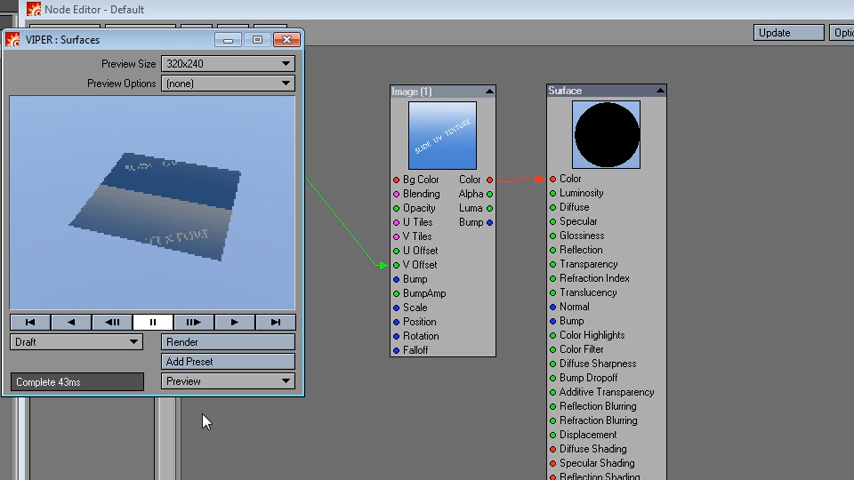 Node Editor - Default
VIPER : Surfaces
Update
Preview Size
320x240
Preview Options
(none)
Image (1)
SLIDE UV TEXTURE
Bg Color
Color
Blending
Alpha
Opacity
Luma
U Tiles
Bump
V Tiles
U Offset
V Offset
Bump
BumpAmp
Scale
Position
Rotation
Falloff
Surface
Color
Luminosity
Diffuse
Specular
Glossiness
Reflection
Transparency
Refraction Index
Translucency
Normal
Bump
Color Highlights
Color Filter
Diffuse Sharpness
Bump Dropoff
Additive Transparency
Reflection Blurring
Refraction Blurring
Displacement
Diffuse Shading
Specular Shading
Reflection Shading
Draft
Render
Add Preset
Complete 43ms
Preview